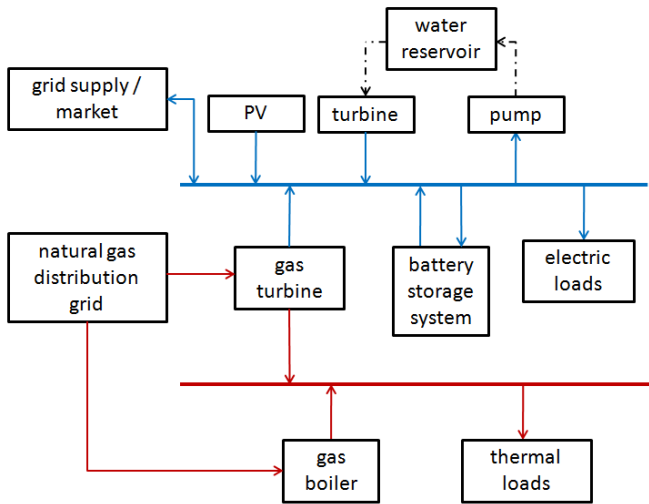 water
reservoir
grid supply /
market
PV
turbine
pump
natural gas
distribution
grid
gas
turbine
battery
storage
system
electric
loads
gas
boiler
thermal
loads